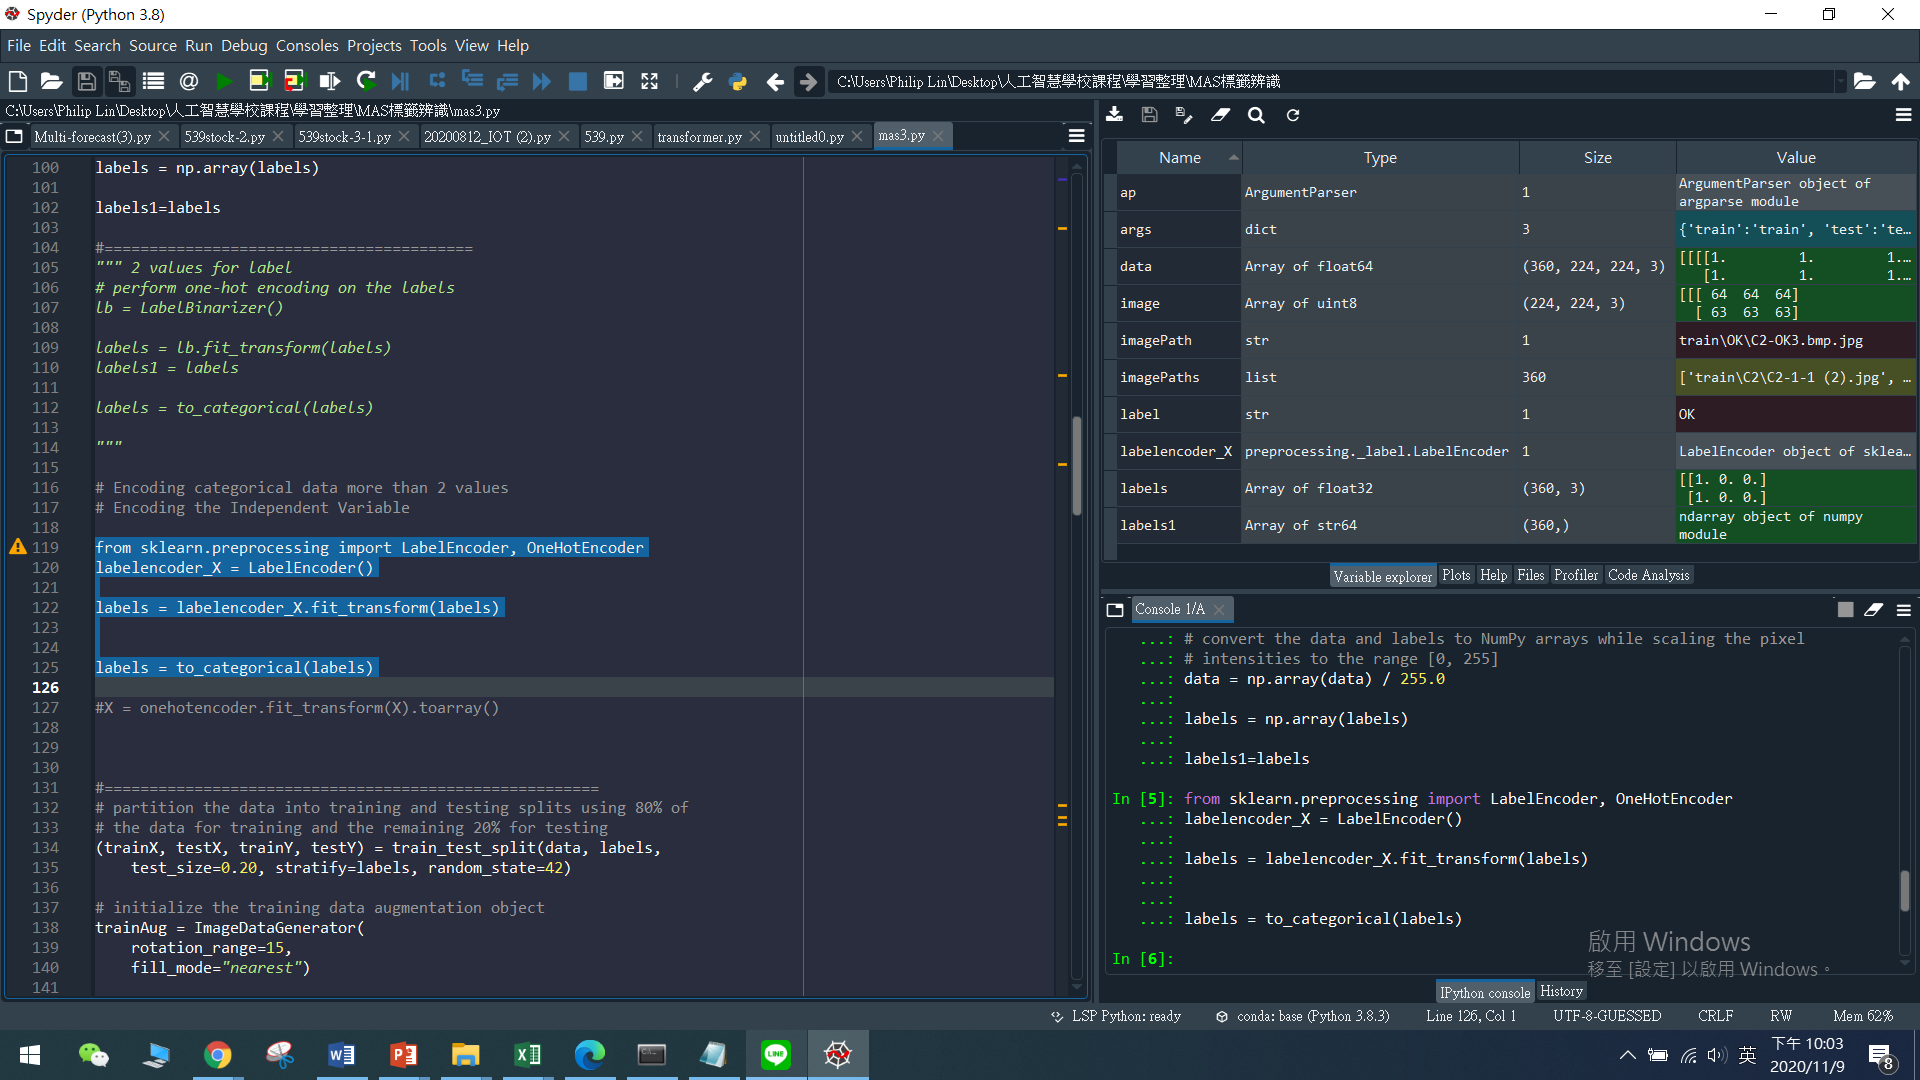 Spyder (Python 3.8)
File Edit Search Source Run Debug Consoles Projects Tools View Help
C:\Users\Philip Lin\Desktop\人工智慧學校課程\學習整理\MAS標籤辨識
C:\Users\Philip Lin\Desktop\人工智慧學校課程\學習整理\MAS標籤辨識\mas3.py
Multi-forecast(3).py 539stock-2.py 539stock-3-1.py 20200812_IOT (2).py 539.py transformer.py untitled0.py mas3.py
100 labels = np.array(labels)
101
102 labels1=labels
103
104 #=========================================
105 """ 2 values for label
106 # perform one-hot encoding on the labels
107 lb = LabelBinarizer()
108
109 labels = lb.fit_transform(labels)
110 labels1 = labels
111
112 labels = to_categorical(labels)
113
114 """
115
116 # Encoding categorical data more than 2 values
117 # Encoding the Independent Variable
118
119 from sklearn.preprocessing import LabelEncoder, OneHotEncoder
120 labelencoder_X = LabelEncoder()
121
122 labels = labelencoder_X.fit_transform(labels)
123
124
125 labels = to_categorical(labels)
126
127 #X = onehotencoder.fit_transform(X).toarray()
128
129
130
131 #=======================================================
132 # partition the data into training and testing splits using 80% of
133 # the data for training and the remaining 20% for testing
134 (trainX, testX, trainY, testY) = train_test_split(data, labels,
135 test_size=0.20, stratify=labels, random_state=42)
136
137 # initialize the training data augmentation object
138 trainAug = ImageDataGenerator(
139 rotation_range=15,
140 fill_mode="nearest")
141
Name Type Size Value
ap ArgumentParser 1 ArgumentParser object of
argparse module
args dict 3 {'train':'train', 'test':'te…
data Array of float64 (360, 224, 224, 3) [[[[1. 1. 1.…
[1. 1. 1.…
image Array of uint8 (224, 224, 3) [[[ 64 64 64]
[ 63 63 63]
imagePath str 1 train\OK\C2-OK3.bmp.jpg
imagePaths list 360 ['train\C2\C2-1-1 (2).jpg', …
label str 1 OK
labelencoder_X preprocessing._label.LabelEncoder 1 LabelEncoder object of sklea…
labels Array of float32 (360, 3) [[1. 0. 0.]
[1. 0. 0.]
labels1 Array of str64 (360,) ndarray object of numpy
module
Variable explorer Plots Help Files Profiler Code Analysis
Console 1/A
...: # convert the data and labels to NumPy arrays while scaling the pixel
...: # intensities to the range [0, 255]
...: data = np.array(data) / 255.0
...:
...: labels = np.array(labels)
...:
...: labels1=labels
In [5]: from sklearn.preprocessing import LabelEncoder, OneHotEncoder
...: labelencoder_X = LabelEncoder()
...:
...: labels = labelencoder_X.fit_transform(labels)
...:
...:
...: labels = to_categorical(labels)
In [6]:
啟用 Windows
移至 [設定] 以啟用 Windows。
IPython console History
LSP Python: ready conda: base (Python 3.8.3) Line 126, Col 1 UTF-8-GUESSED CRLF RW Mem 62%
英
下午 10:03
2020/11/9
8